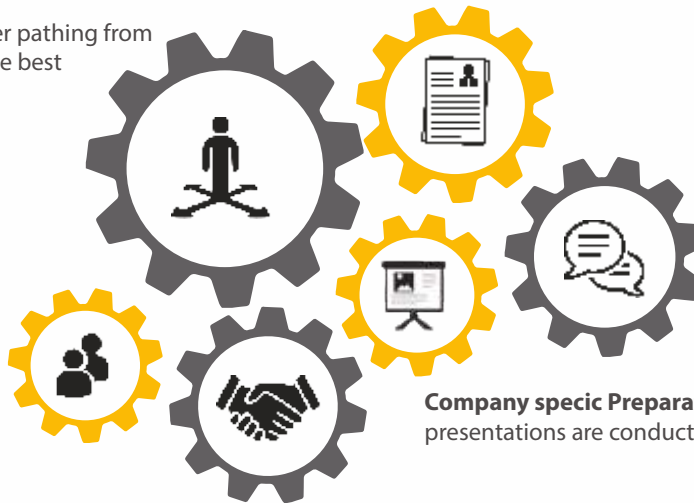 er pathing from
e best
Company specic Prepara
presentations are conduct